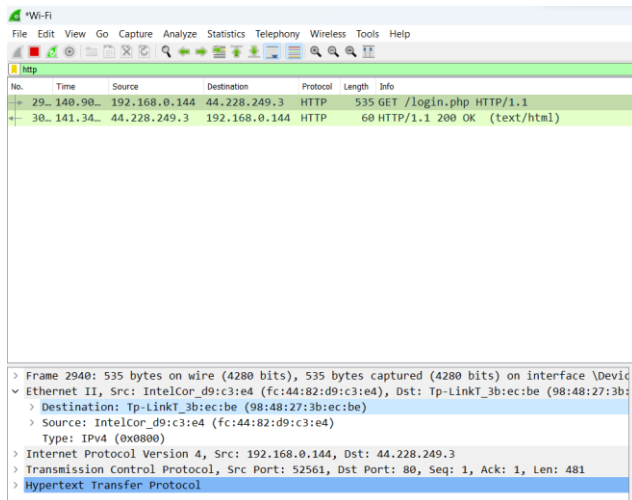 *Wi-Fi
File Edit View Go Capture Analyze Statistics Telephony Wireless Tools Help
http
No. Time Source Destination Protocol Length Info
29… 140.90… 192.168.0.144 44.228.249.3 HTTP 535 GET /login.php HTTP/1.1
30… 141.34… 44.228.249.3 192.168.0.144 HTTP 60 HTTP/1.1 200 OK (text/html)
> Frame 2940: 535 bytes on wire (4280 bits), 535 bytes captured (4280 bits) on interface \Devic
Ethernet II, Src: IntelCor_d9:c3:e4 (fc:44:82:d9:c3:e4), Dst: Tp-LinkT_3b:ec:be (98:48:27:3b:
> Destination: Tp-LinkT_3b:ec:be (98:48:27:3b:ec:be)
> Source: IntelCor_d9:c3:e4 (fc:44:82:d9:c3:e4)
Type: IPv4 (0x0800)
> Internet Protocol Version 4, Src: 192.168.0.144, Dst: 44.228.249.3
> Transmission Control Protocol, Src Port: 52561, Dst Port: 80, Seq: 1, Ack: 1, Len: 481
> Hypertext Transfer Protocol